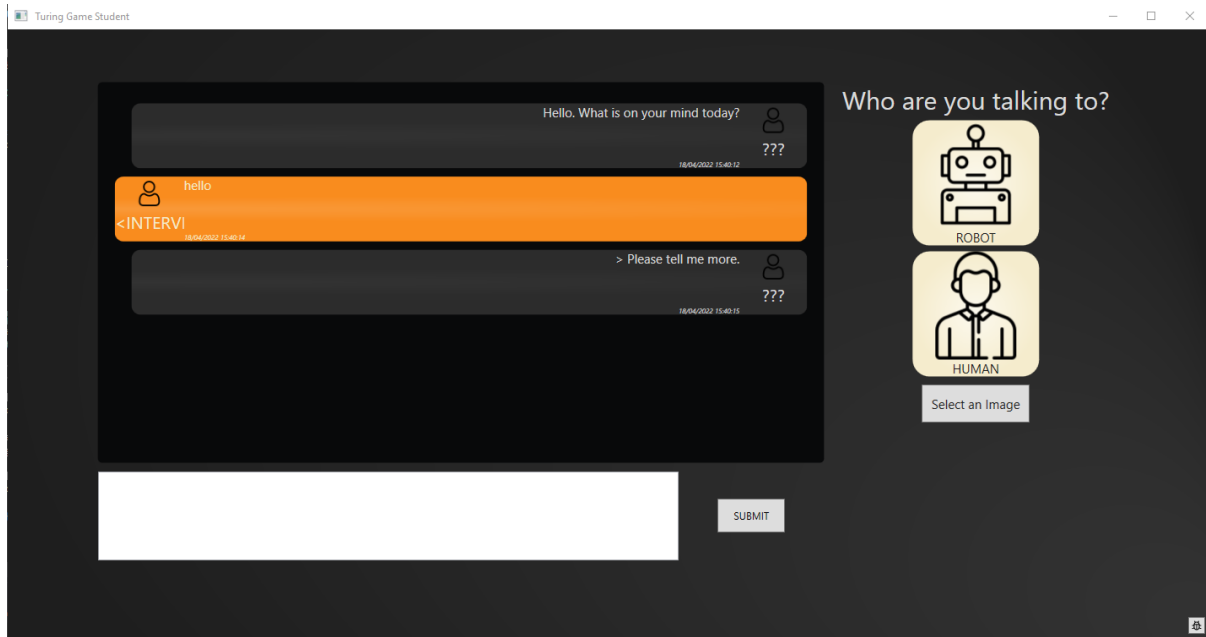 Turing Game Student
Who are you talking to?
Hello. What is on your mind today?
???
18/04/2022 15:40:12
hello
<INTERVI
18/04/2022 15:40:14
> Please tell me more.
???
18/04/2022 15:40:15
ROBOT
HUMAN
Select an Image
SUBMIT